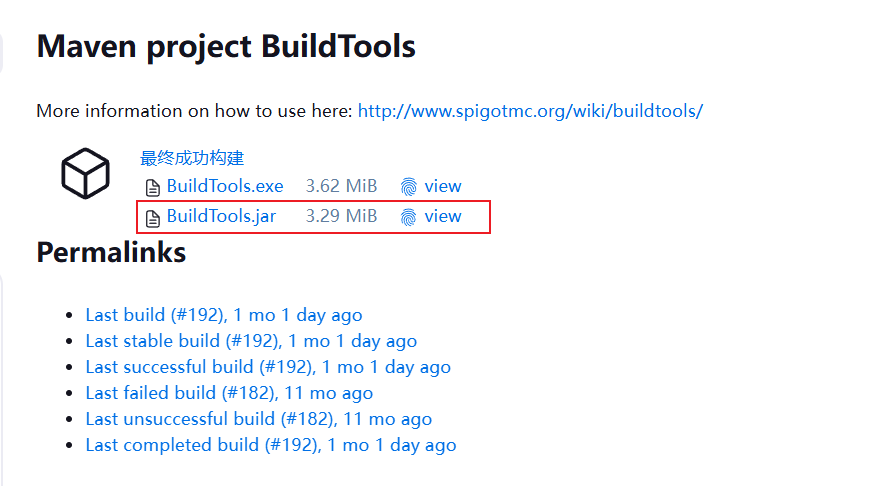 Maven project BuildTools
More information on how to use here: http://www.spigotmc.org/wiki/buildtools/
最终成功构建
BuildTools.exe 3.62 MiB view
BuildTools.jar 3.29 MiB view
Permalinks
Last build (#192), 1 mo 1 day ago
Last stable build (#192), 1 mo 1 day ago
Last successful build (#192), 1 mo 1 day ago
Last failed build (#182), 11 mo ago
Last unsuccessful build (#182), 11 mo ago
Last completed build (#192), 1 mo 1 day ago